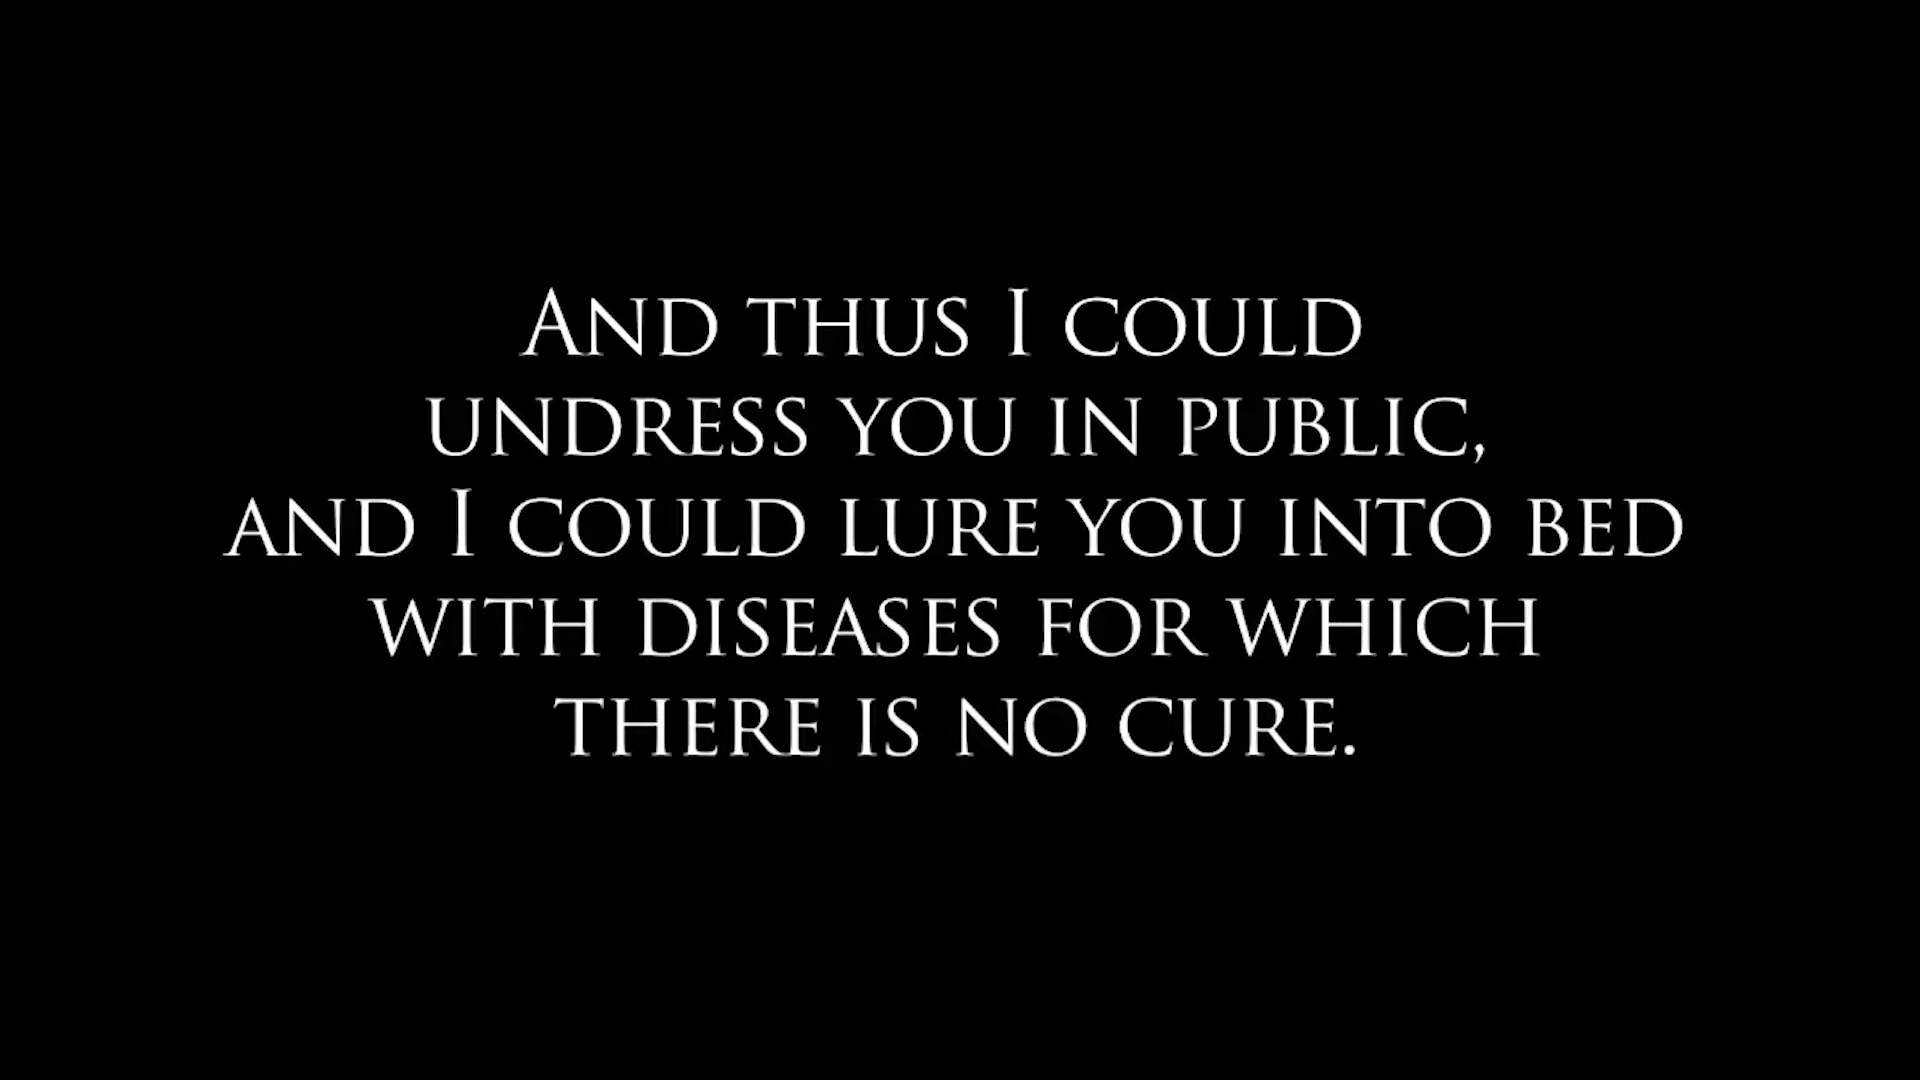 And thus I could
undress you in public,
and I could lure you into bed
with diseases for which
there is no cure.